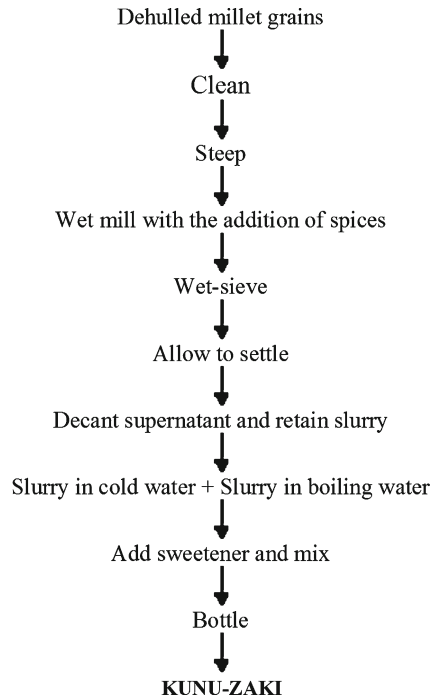 Dehulled millet grains
Clean
Steep
Wet mill with the addition of spices
Wet-sieve
Allow to settle
Decant supernatant and retain slurry
Slurry in cold water + Slurry in boiling water
Add sweetener and mix
Bottle
KUNU-ZAKI